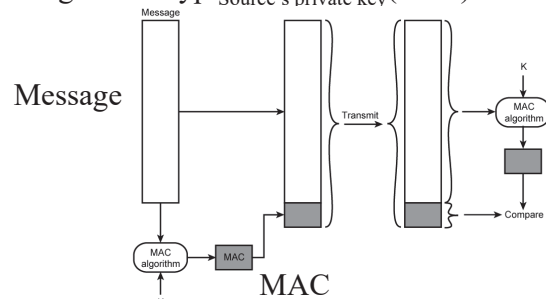 Source's private key
Message
Message
K
Transmit
MAC
algorithm
MAC
algorithm
MAC
Compare
MAC